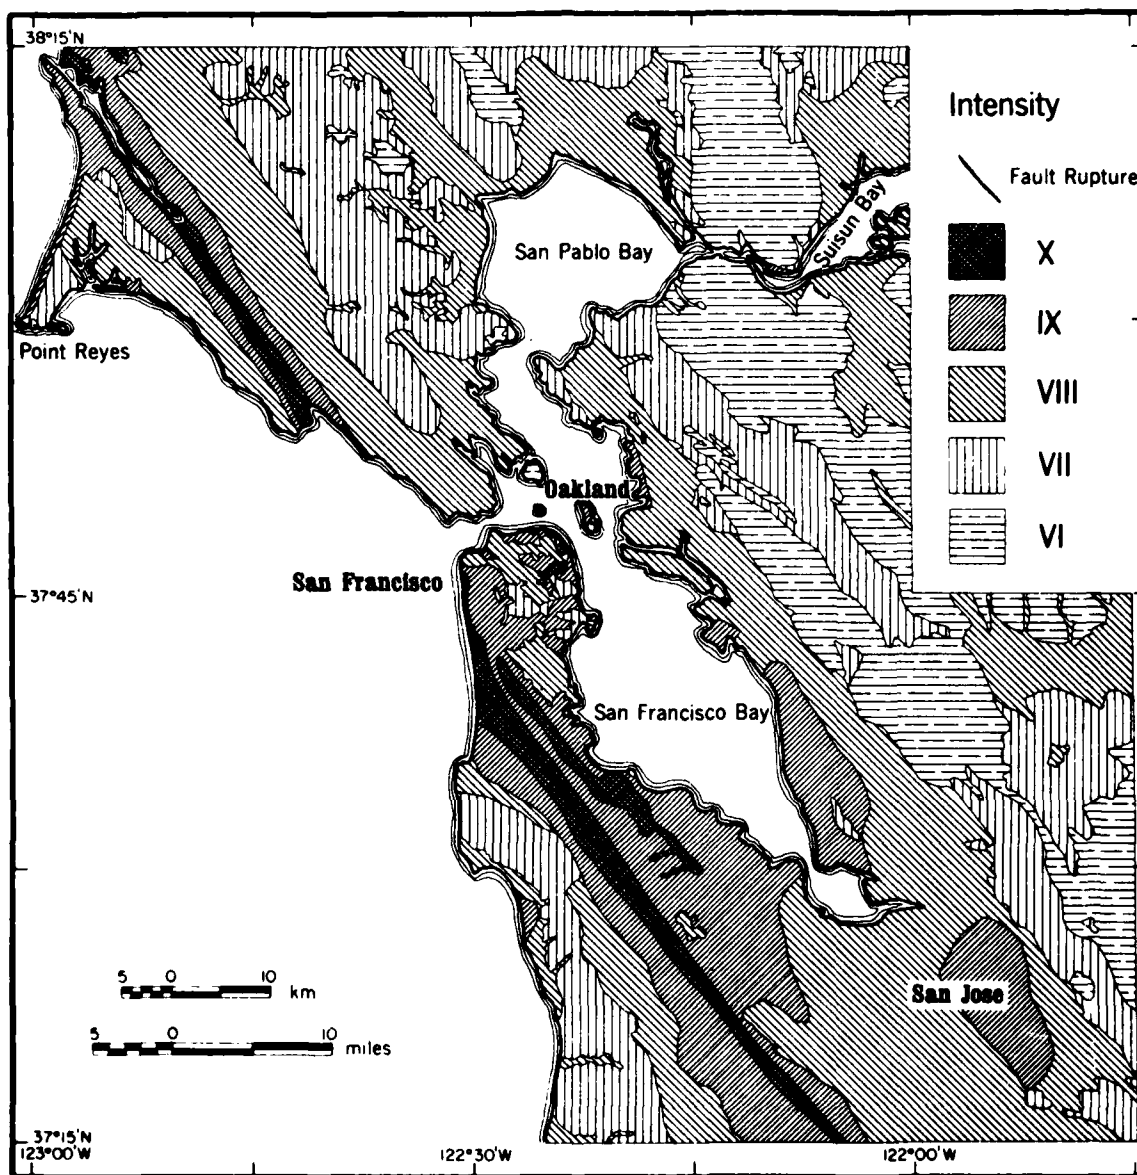 38°15'N
Intensity
Fault Rupture
X
IX
VIII
VII
VI
San Pablo Bay
Suisun Bay
Point Reyes
Oakland
San Francisco
37°45'N
San Francisco Bay
San Jose
5 0 10
km
5 0 10
miles
37°15'N
123°00'W
122°30'W
122°00'W